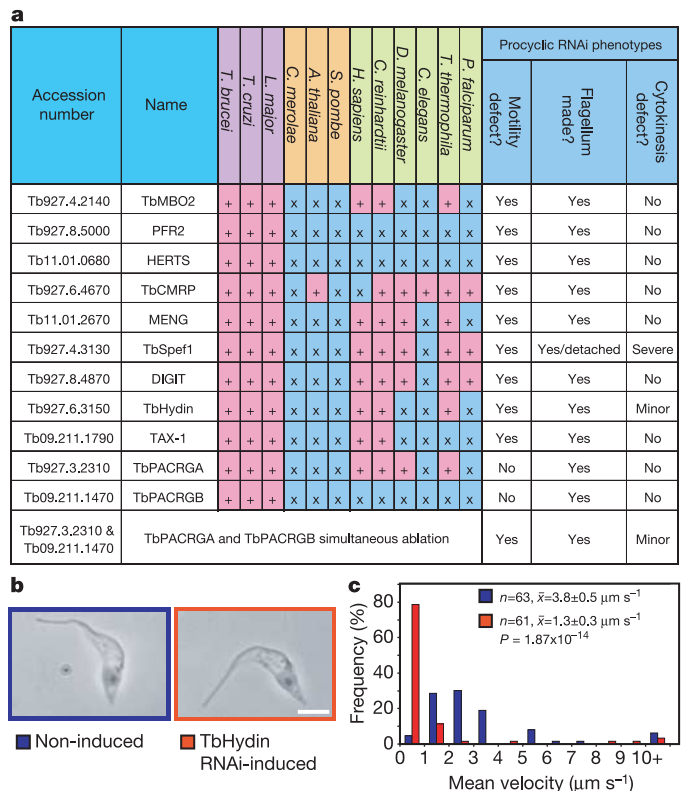 a
Procyclic RNAi phenotypes
Accession number
Name
T. brucei
T. cruzi
L. major
C. merolae
A. thaliana
S. pombe
H. sapiens
C. reinhardtii
D. melanogaster
C. elegans
T. thermophila
P. falciparum
Motility defect?
Flagellum made?
Cytokinesis defect?
Tb927.4.2140 TbMBO2 + + + x x x + + x x + x Yes Yes No
Tb927.8.5000 PFR2 + + + x x x x x x x x x Yes Yes No
Tb11.01.0680 HERTS + + + x x x x x x x x x Yes Yes No
Tb927.6.4670 TbCMRP + + + x + x x + + + + + Yes Yes No
Tb11.01.2670 MENG + + + x x x + + + x + x Yes Yes No
Tb927.4.3130 TbSpef1 + + + x x x + + + x + + Yes Yes/detached Severe
Tb927.8.4870 DIGIT + + + x x x + + + x + + Yes Yes No
Tb927.6.3150 TbHydin + + + x x x + + x x + x Yes Yes Minor
Tb09.211.1790 TAX-1 + + + x x x + + x x x x Yes Yes No
Tb927.3.2310 TbPACRGA + + + x x x + + + x + x No Yes No
Tb09.211.1470 TbPACRGB + + + x x x x x x x x x No Yes No
Tb927.3.2310 & Tb09.211.1470 TbPACRGA and TbPACRGB simultaneous ablation Yes Yes Minor
b
Non-induced
TbHydin
RNAi-induced
c
n=63, x̄=3.8±0.5 μm s⁻¹
n=61, x̄=1.3±0.3 μm s⁻¹
P = 1.87x10⁻¹⁴
Frequency (%)
80
60
40
20
0
0 1 2 3 4 5 6 7 8 9 10+
Mean velocity (μm s⁻¹)